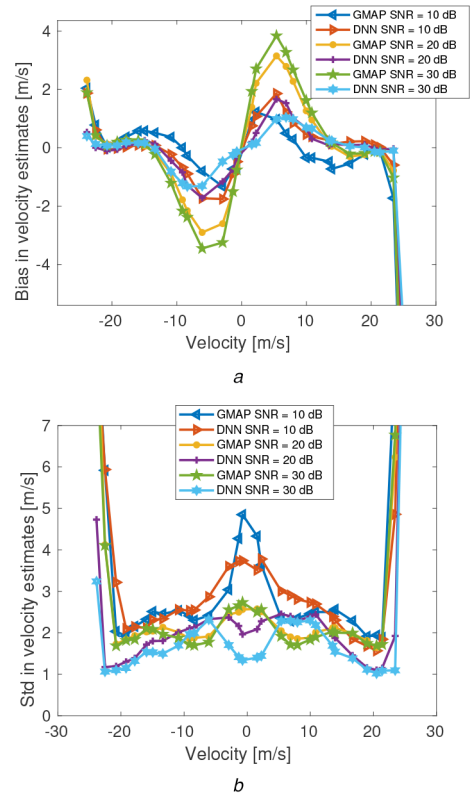 GMAP SNR = 10 dB
DNN SNR = 10 dB
GMAP SNR = 20 dB
DNN SNR = 20 dB
GMAP SNR = 30 dB
DNN SNR = 30 dB
Bias in velocity estimates [m/s]
4
2
0
-2
-4
-20 -10 0 10 20 30
Velocity [m/s]
a
GMAP SNR = 10 dB
DNN SNR = 10 dB
GMAP SNR = 20 dB
DNN SNR = 20 dB
GMAP SNR = 30 dB
DNN SNR = 30 dB
Std in velocity estimates [m/s]
7
6
5
4
3
2
1
0
-30 -20 -10 0 10 20 30
Velocity [m/s]
b